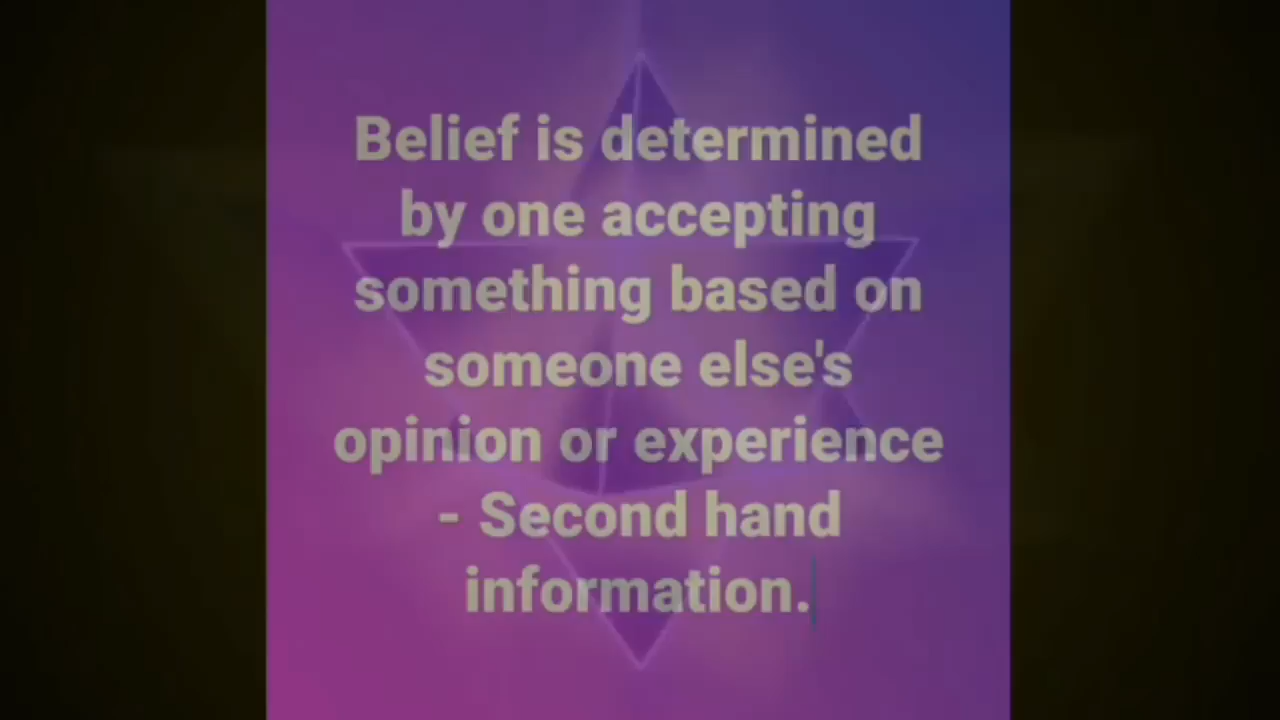 Belief is determined
by one accepting
something based on
someone else's
opinion or experience
- Second hand
information.